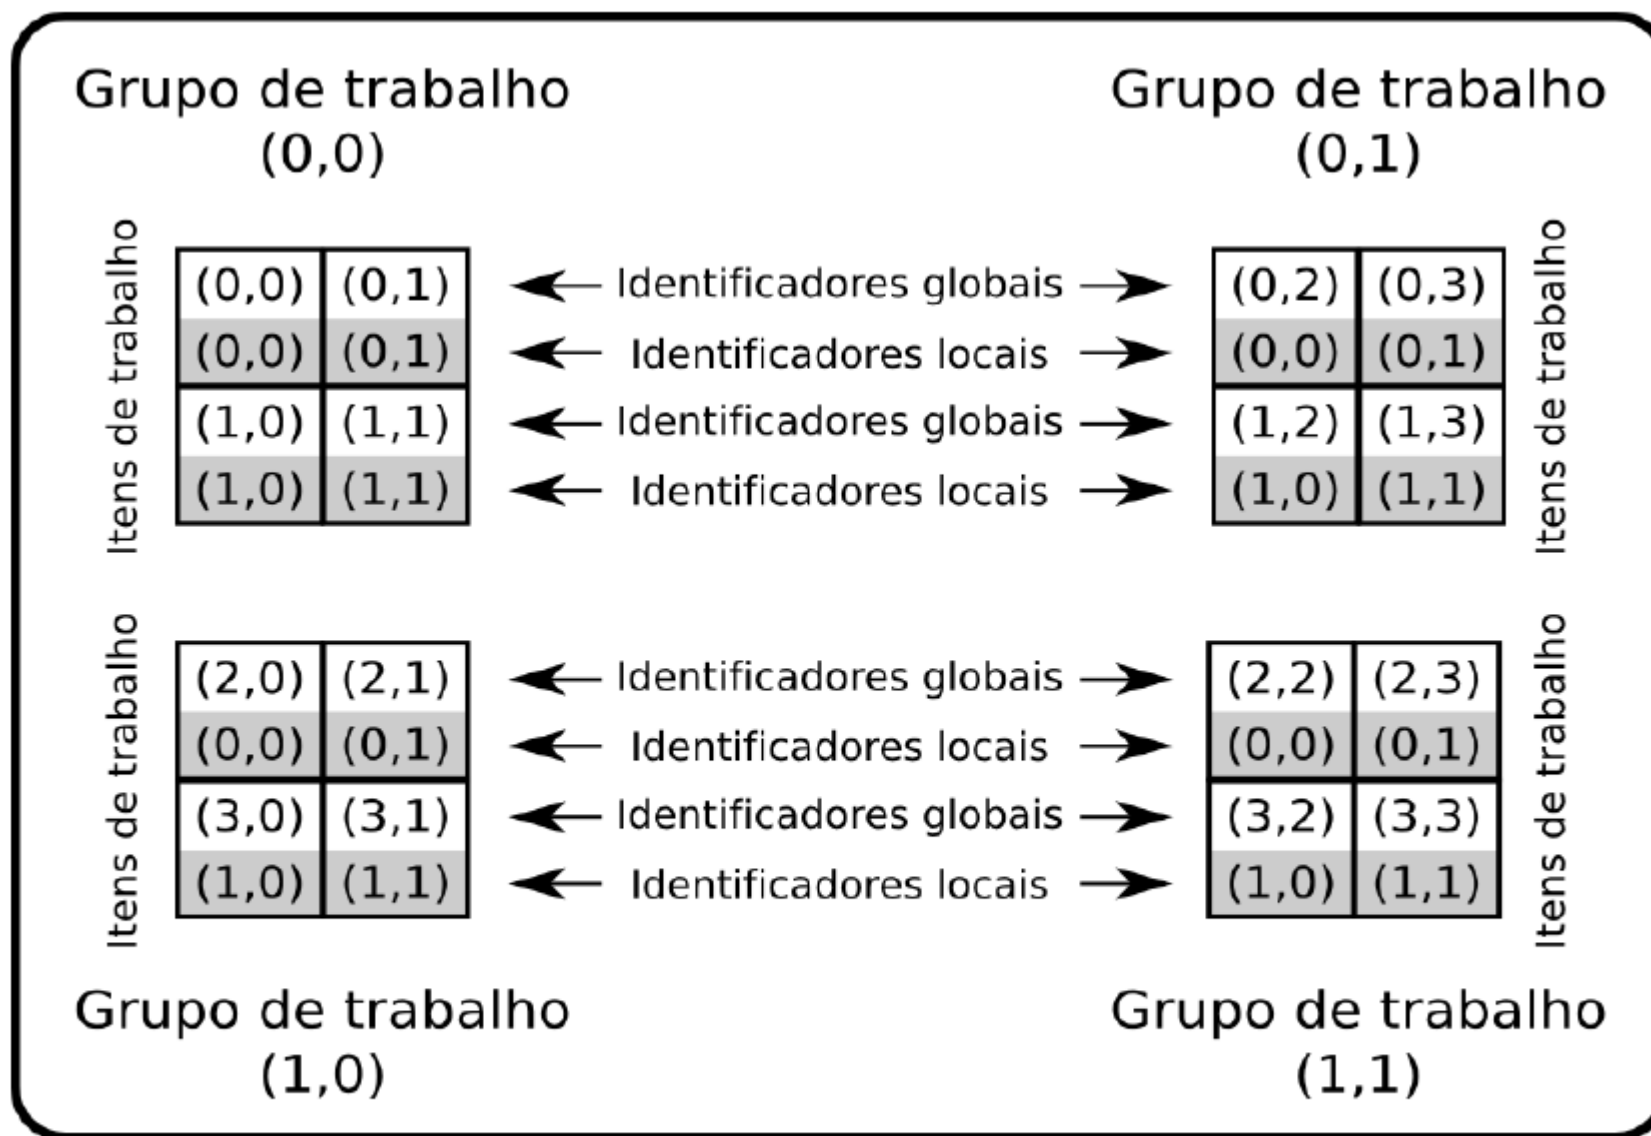 Grupo de trabalho
(0,0)
Grupo de trabalho
(0,1)
Itens de trabalho
(0,0) (0,1)
Identificadores globais
(0,2) (0,3)
(0,0) (0,1)
Identificadores locais
(0,0) (0,1)
(1,0) (1,1)
Identificadores globais
(1,2) (1,3)
(1,0) (1,1)
Identificadores locais
(1,0) (1,1)
Itens de trabalho
Itens de trabalho
(2,0) (2,1)
Identificadores globais
(2,2) (2,3)
(0,0) (0,1)
Identificadores locais
(0,0) (0,1)
(3,0) (3,1)
Identificadores globais
(3,2) (3,3)
(1,0) (1,1)
Identificadores locais
(1,0) (1,1)
Itens de trabalho
Grupo de trabalho
(1,0)
Grupo de trabalho
(1,1)